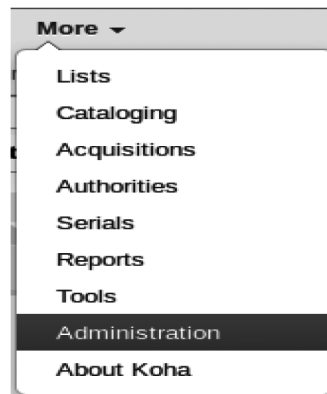 More
Lists
Cataloging
Acquisitions
Authorities
Serials
Reports
Tools
Administration
About Koha